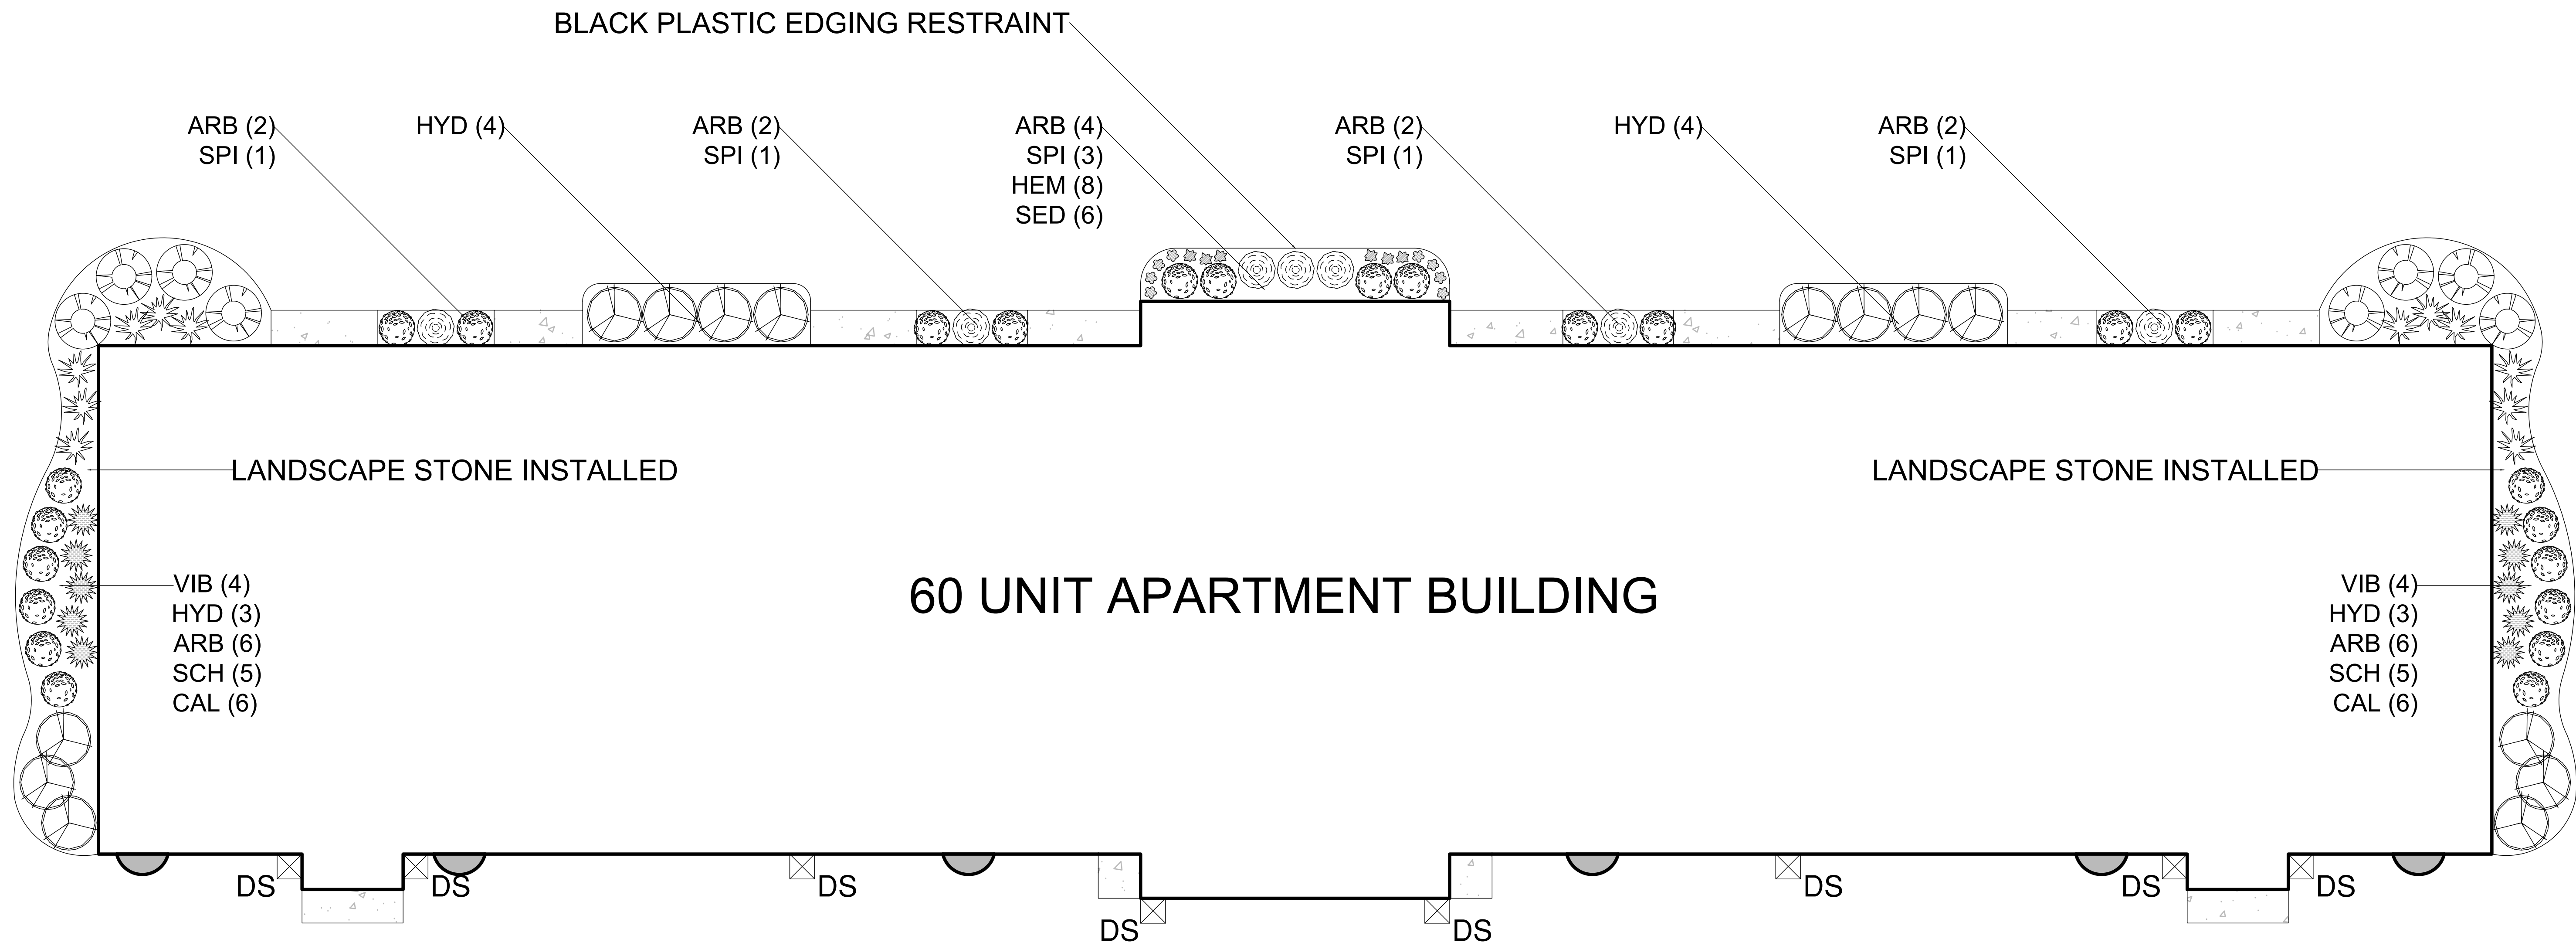 BLACK PLASTIC EDGING RESTRAINT
ARB (2)
SPI (1)
HYD (4)
ARB (2)
SPI (1)
ARB (4)
SPI (3)
HEM (8)
SED (6)
ARB (2)
SPI (1)
HYD (4)
ARB (2)
SPI (1)
LANDSCAPE STONE INSTALLED
LANDSCAPE STONE INSTALLED
VIB (4)
HYD (3)
ARB (6)
SCH (5)
CAL (6)
60 UNIT APARTMENT BUILDING
VIB (4)
HYD (3)
ARB (6)
SCH (5)
CAL (6)
DS
DS
DS
DS
DS
DS
DS
DS